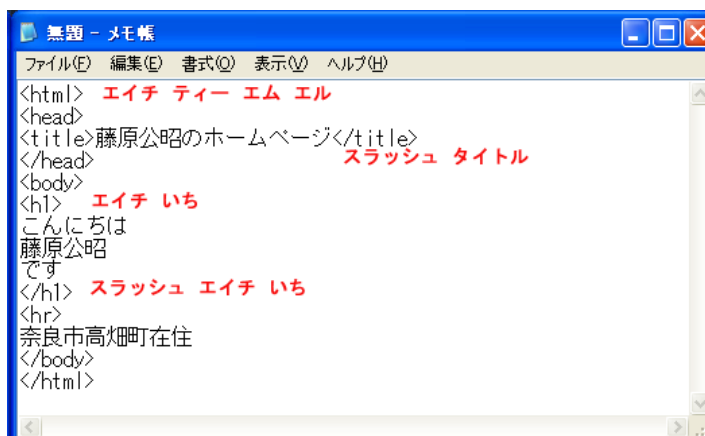 無題 - メモ帳
ファイル(F) 編集(E) 書式(O) 表示(V) ヘルプ(H)
<html> エイチ ティー エム エル
<head>
<title>藤原公昭のホームページ</title>
</head> スラッシュ タイトル
<body>
<h1> エイチ いち
こんにちは
藤原公昭
です
</h1> スラッシュ エイチ いち
<hr>
奈良市高畑町在住
</body>
</html>